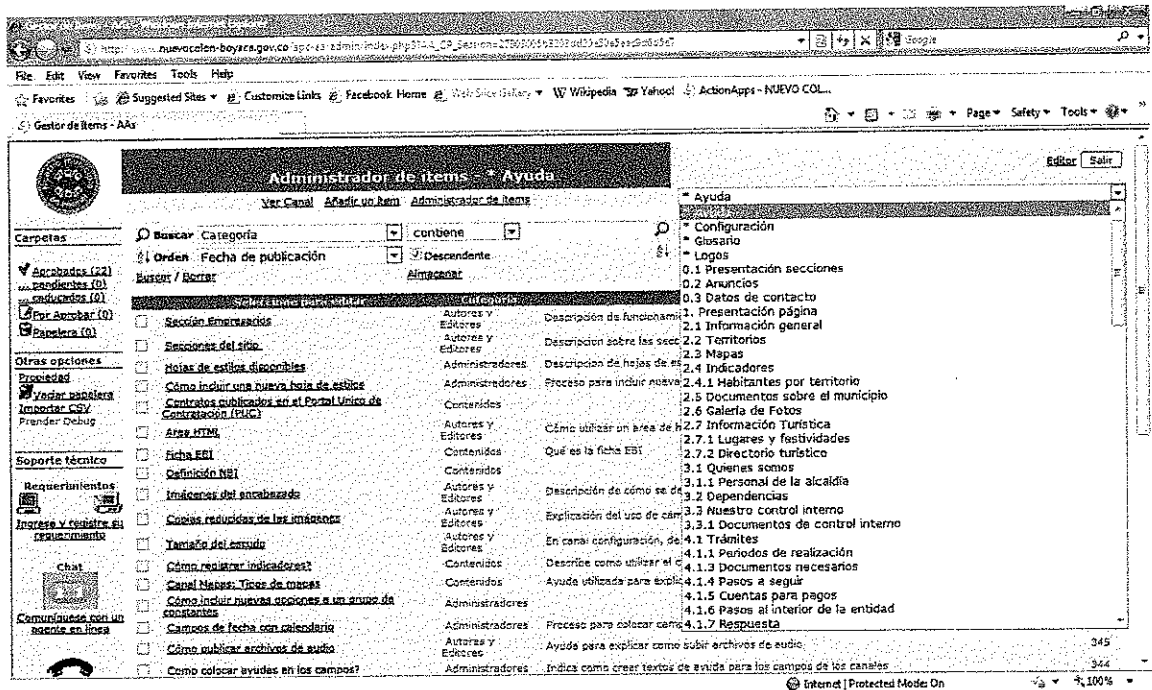 nuevocolon-boyaca.gov.co
Google
File Edit View Favorites Tools Help
Favorites Suggested Sites Customize Links Facebook Home Wikipedia Yahoo! ActionApps - NUEVO COL...
Gestor de Items - AAs
Page Safety Tools
Editor Salir
Administrador de ítems - * Ayuda
Ver Canal Añadir un ítem Administrador de ítems
* Ayuda
* Configuración
* Glosario
* Logos
0.1 Presentación secciones
0.2 Anuncios
0.3 Datos de contacto
1. Presentación página
2.1 Información general
2.2 Territorios
2.3 Mapas
2.4 Indicadores
2.4.1 Habitantes por territorio
2.5 Documentos sobre el municipio
2.6 Galería de Fotos
2.7 Información Turística
2.7.1 Lugares y festividades
2.7.2 Directorio turístico
3.1 Quienes somos
3.1.1 Personal de la alcaldía
3.2 Dependencias
3.3 Nuestro control interno
3.3.1 Documentos de control interno
4.1 Trámites
4.1.1 Periodos de realización
4.1.3 Documentos necesarios
4.1.4 Pasos a seguir
4.1.5 Cuentas para pagos
4.1.6 Pasos al interior de la entidad
4.1.7 Respuesta
Carpetas
Aprobados (22)
... pendientes (0)
... caducados (0)
Por Aprobar (0)
Papelera (0)
Otras opciones
Propiedad
Vaciar papelera
Importar CSV
Prender Debug
Soporte técnico
Requerimientos
Ingrese y registre su requerimiento
Chat
Comuníquese con un agente en línea
Buscar Categoría contiene
Orden Fecha de publicación Descendente
Buscar / Borrar Almacenar
Categoría
Sección Empresarios Autores y Editores Descripción de funcionami
Secciones del sitio Autores y Editores Descripción sobre las secc
Hojas de estilos disponibles Administradores Descripción de hojas de es
Cómo incluir una nueva hoja de estilos Administradores Proceso para incluir nueva
Contratos publicados en el Portal Unico de Contratación (PUC) Contenidos
Area HTML Autores y Editores Cómo utilizar un area de h
Ficha EBI Contenidos Qué es la ficha EBI
Definición NBI Contenidos
Imágenes del encabezado Autores y Editores Descripción de cómo se de
Copias reducidas de las imágenes Autores y Editores Explicación del uso de cam
Tamaño del escudo Autores y Editores En canal configuración, de
Cómo registrar indicadores? Contenidos Describe como utilizar el c
Canal Mapas: Tipos de mapas Contenidos Ayuda utilizada para explic
Cómo incluir nuevas opciones a un grupo de constantes Administradores
Campos de fecha con calendario Administradores Proceso para colocar cam
Cómo publicar archivos de audio Autores y Editores Ayuda para explicar como subir archivos de audio 345
Como colocar ayudas en los campos? Administradores Indica como crear textos de ayuda para los campos de los canales 344
Internet | Protected Mode: On 100%